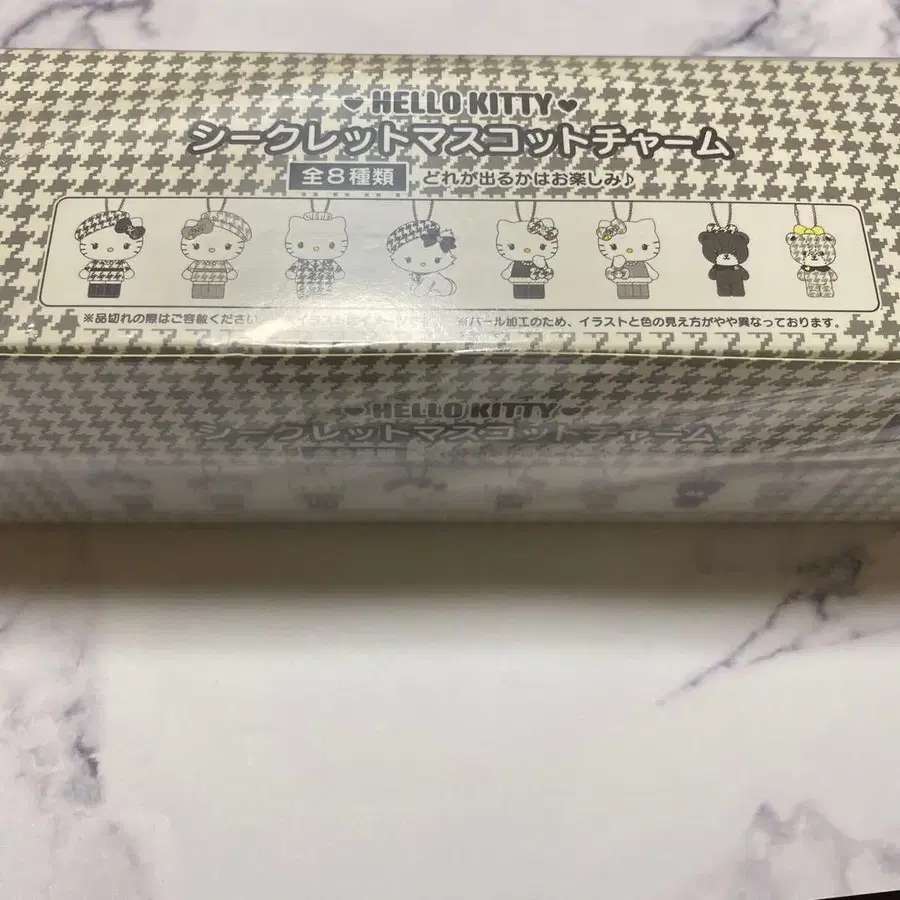 ♥ HELLO KITTY ♥
シークレットマスコットチャーム
全8種類 どれが出るかはお楽しみ♪
※品切れの際はご容赦ください
※パール加工のため、イラストと色の見え方がやや異なっております。
♥ HELLO KITTY ♥
シークレットマスコットチャーム